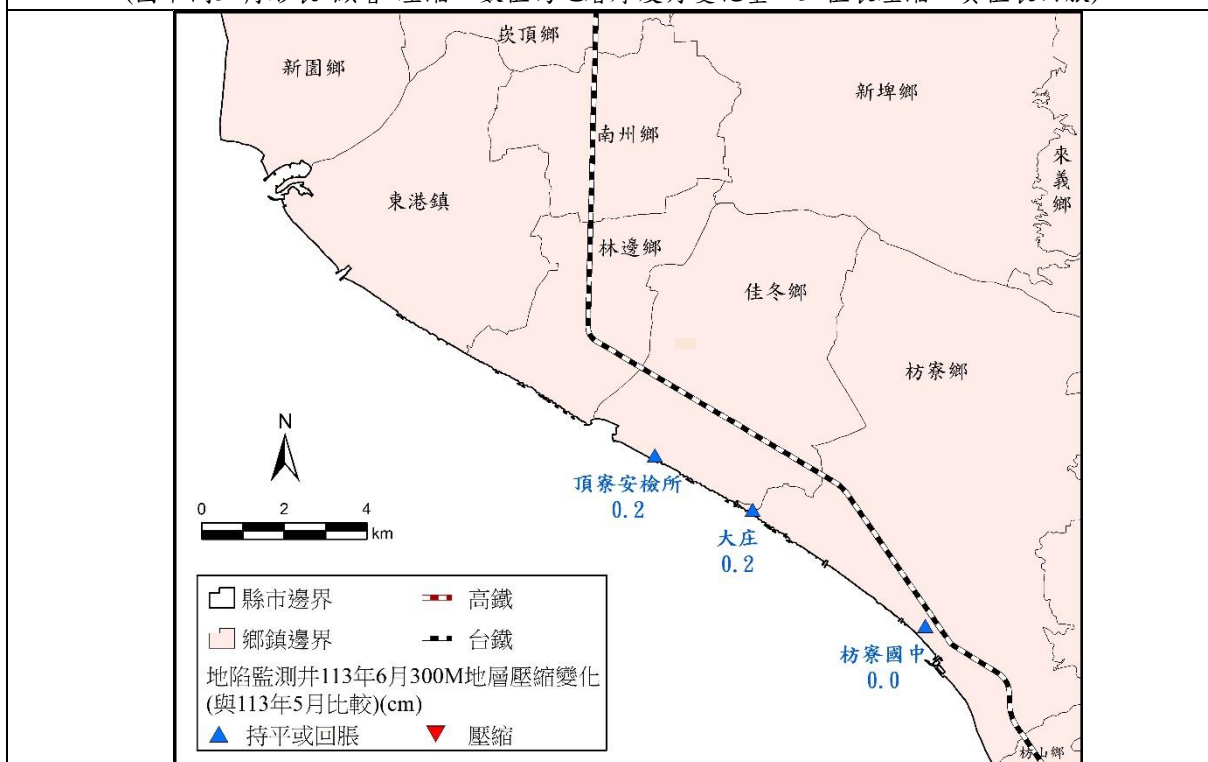 崁頂鄉
新園鄉
新埤鄉
南州鄉
來義鄉
東港鎮
林邊鄉
佳冬鄉
枋寮鄉
N
頂寮安檢所
0.2
0 2 4
km
大庄
0.2
枋寮國中
0.0
縣市邊界 高鐵
鄉鎮邊界 台鐵
地陷監測井113年6月300M地層壓縮變化
(與113年5月比較)(cm)
持平或回脹 壓縮
枋山鄉